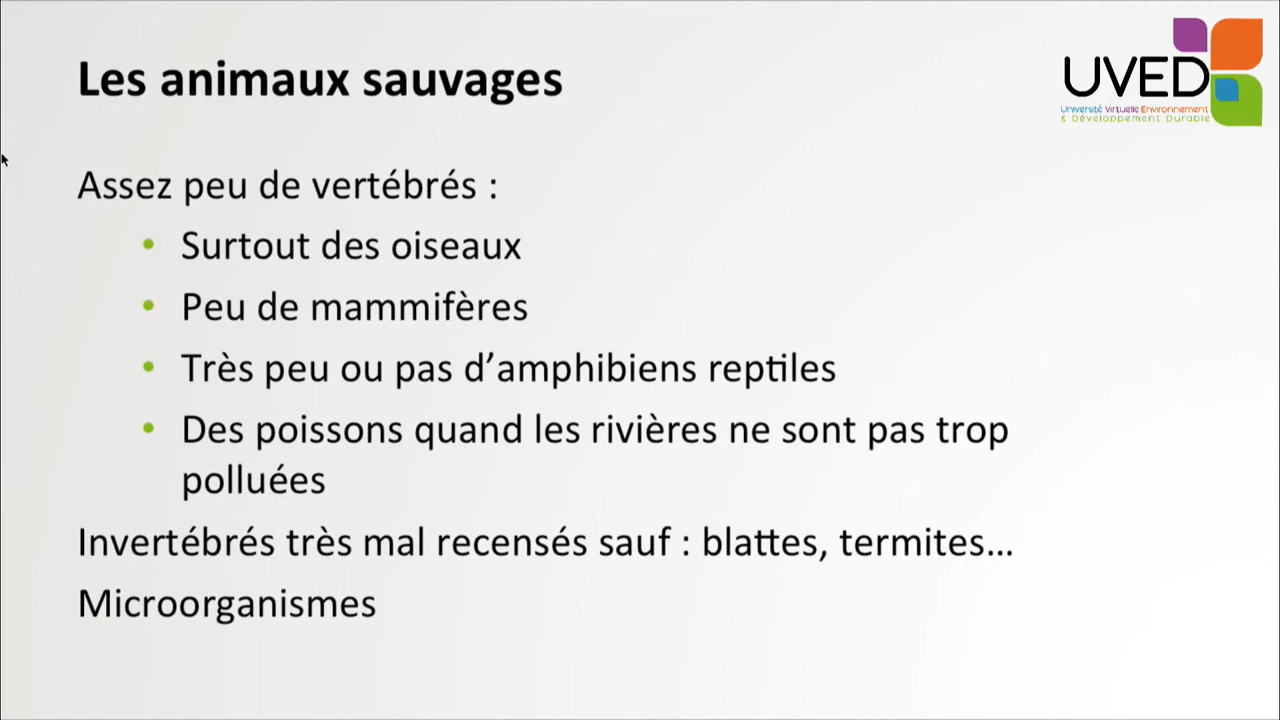 Les animaux sauvages
UVED
Université Virtuelle Environnement
& Développement Durable
Assez peu de vertébrés :
• Surtout des oiseaux
• Peu de mammifères
• Très peu ou pas d’amphibiens reptiles
• Des poissons quand les rivières ne sont pas trop
polluées
Invertébrés très mal recensés sauf : blattes, termites...
Microorganismes